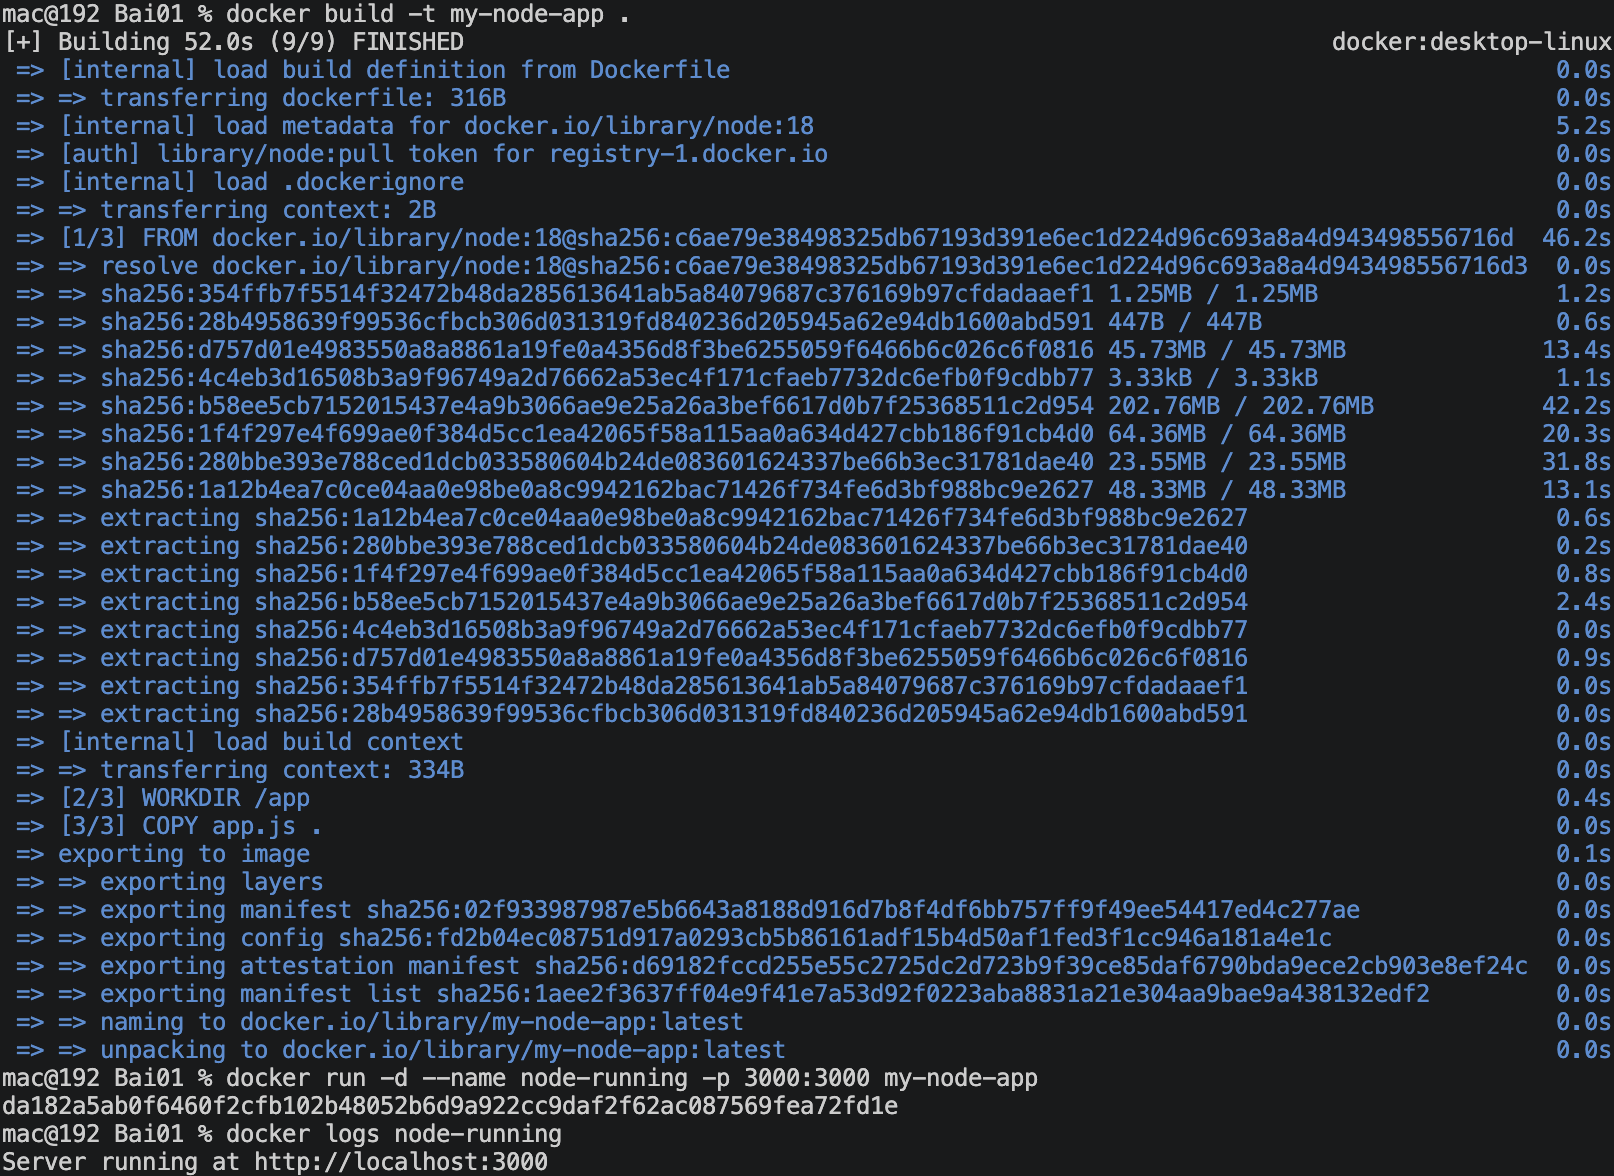 mac@192 Bai01 % docker build -t my-node-app .
[+] Building 52.0s (9/9) FINISHED docker:desktop-linux
=> [internal] load build definition from Dockerfile 0.0s
=> => transferring dockerfile: 316B 0.0s
=> [internal] load metadata for docker.io/library/node:18 5.2s
=> [auth] library/node:pull token for registry-1.docker.io 0.0s
=> [internal] load .dockerignore 0.0s
=> => transferring context: 2B 0.0s
=> [1/3] FROM docker.io/library/node:18@sha256:c6ae79e38498325db67193d391e6ec1d224d96c693a8a4d943498556716d 46.2s
=> => resolve docker.io/library/node:18@sha256:c6ae79e38498325db67193d391e6ec1d224d96c693a8a4d943498556716d3 0.0s
=> => sha256:354ffb7f5514f32472b48da285613641ab5a84079687c376169b97cfdadaaef1 1.25MB / 1.25MB 1.2s
=> => sha256:28b4958639f99536cfbcb306d031319fd840236d205945a62e94db1600abd591 447B / 447B 0.6s
=> => sha256:d757d01e4983550a8a8861a19fe0a4356d8f3be6255059f6466b6c026c6f0816 45.73MB / 45.73MB 13.4s
=> => sha256:4c4eb3d16508b3a9f96749a2d76662a53ec4f171cfaeb7732dc6efb0f9cdbb77 3.33kB / 3.33kB 1.1s
=> => sha256:b58ee5cb7152015437e4a9b3066ae9e25a26a3bef6617d0b7f25368511c2d954 202.76MB / 202.76MB 42.2s
=> => sha256:1f4f297e4f699ae0f384d5cc1ea42065f58a115aa0a634d427cbb186f91cb4d0 64.36MB / 64.36MB 20.3s
=> => sha256:280bbe393e788ced1dcb033580604b24de083601624337be66b3ec31781dae40 23.55MB / 23.55MB 31.8s
=> => sha256:1a12b4ea7c0ce04aa0e98be0a8c9942162bac71426f734fe6d3bf988bc9e2627 48.33MB / 48.33MB 13.1s
=> => extracting sha256:1a12b4ea7c0ce04aa0e98be0a8c9942162bac71426f734fe6d3bf988bc9e2627 0.6s
=> => extracting sha256:280bbe393e788ced1dcb033580604b24de083601624337be66b3ec31781dae40 0.2s
=> => extracting sha256:1f4f297e4f699ae0f384d5cc1ea42065f58a115aa0a634d427cbb186f91cb4d0 0.8s
=> => extracting sha256:b58ee5cb7152015437e4a9b3066ae9e25a26a3bef6617d0b7f25368511c2d954 2.4s
=> => extracting sha256:4c4eb3d16508b3a9f96749a2d76662a53ec4f171cfaeb7732dc6efb0f9cdbb77 0.0s
=> => extracting sha256:d757d01e4983550a8a8861a19fe0a4356d8f3be6255059f6466b6c026c6f0816 0.9s
=> => extracting sha256:354ffb7f5514f32472b48da285613641ab5a84079687c376169b97cfdadaaef1 0.0s
=> => extracting sha256:28b4958639f99536cfbcb306d031319fd840236d205945a62e94db1600abd591 0.0s
=> [internal] load build context 0.0s
=> => transferring context: 334B 0.0s
=> [2/3] WORKDIR /app 0.4s
=> [3/3] COPY app.js . 0.0s
=> exporting to image 0.1s
=> => exporting layers 0.0s
=> => exporting manifest sha256:02f933987987e5b6643a8188d916d7b8f4df6bb757ff9f49ee54417ed4c277ae 0.0s
=> => exporting config sha256:fd2b04ec08751d917a0293cb5b86161adf15b4d50af1fed3f1cc946a181a4e1c 0.0s
=> => exporting attestation manifest sha256:d69182fccd255e55c2725dc2d723b9f39ce85daf6790bda9ece2cb903e8ef24c 0.0s
=> => exporting manifest list sha256:1aee2f3637ff04e9f41e7a53d92f0223aba8831a21e304aa9bae9a438132edf2 0.0s
=> => naming to docker.io/library/my-node-app:latest 0.0s
=> => unpacking to docker.io/library/my-node-app:latest 0.0s
mac@192 Bai01 % docker run -d --name node-running -p 3000:3000 my-node-app
da182a5ab0f6460f2cfb102b48052b6d9a922cc9daf2f62ac087569fea72fd1e
mac@192 Bai01 % docker logs node-running
Server running at http://localhost:3000